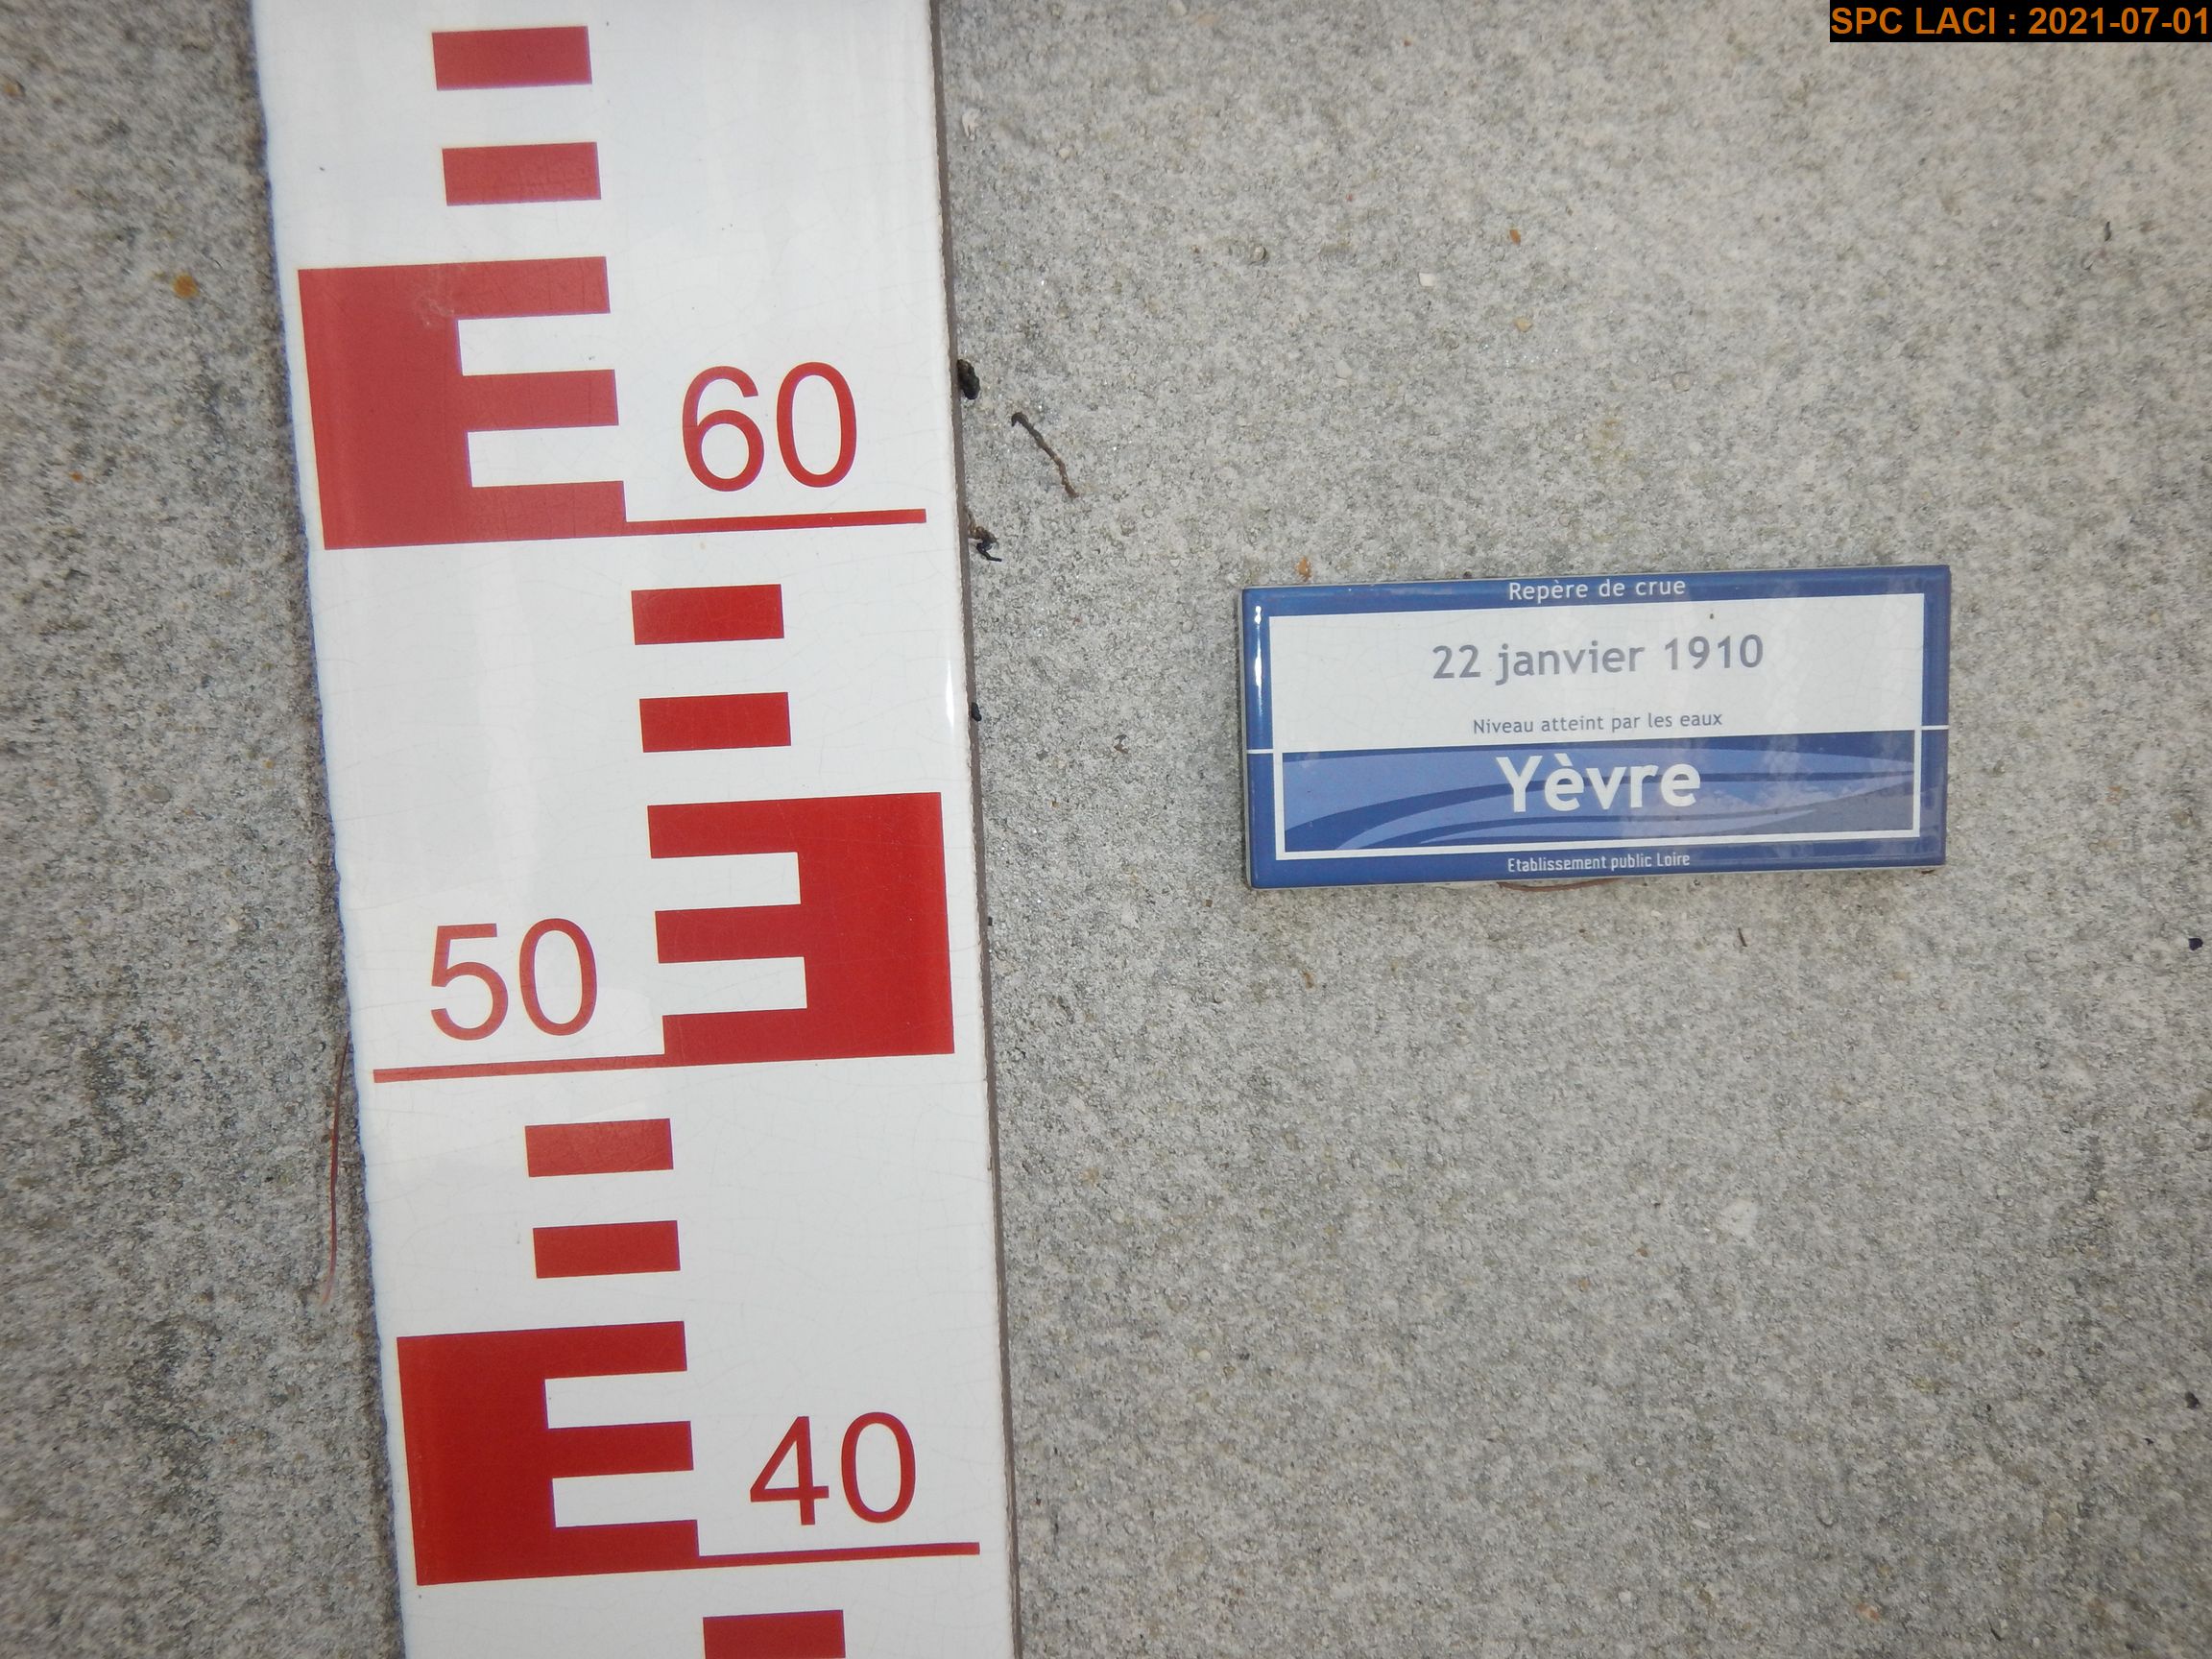 SPC LACI : 2021-07-01
60
50
40
Repère de crue
22 janvier 1910
Niveau atteint par les eaux
Yèvre
Etablissement public Loire